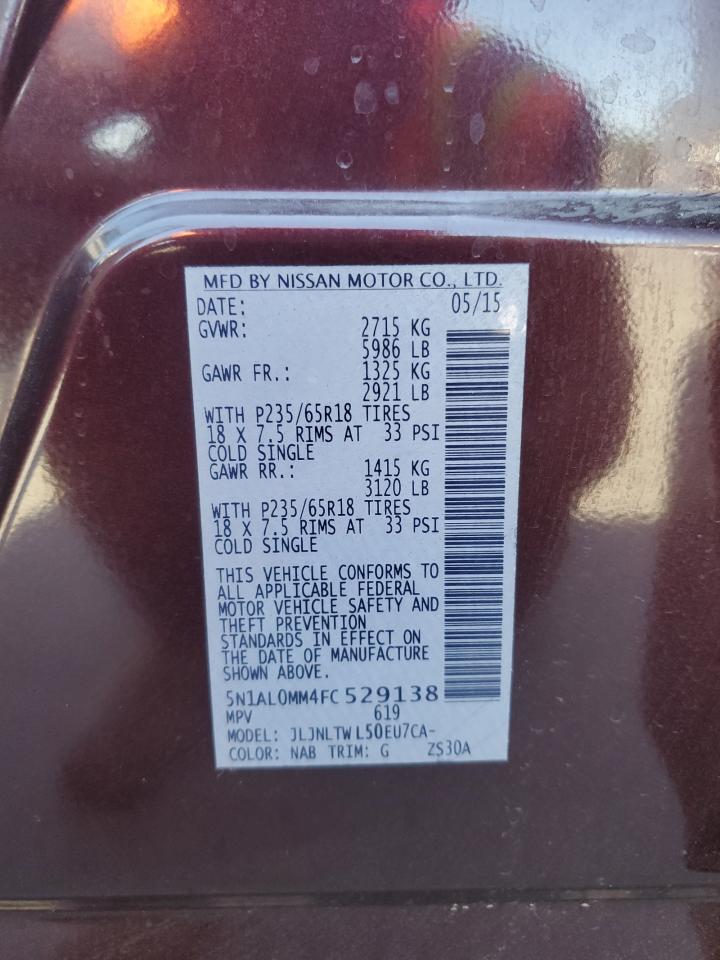 MFD BY NISSAN MOTOR CO., LTD.
DATE: 05/15
GVWR: 2715 KG
5986 LB
GAWR FR.: 1325 KG
2921 LB
WITH P235/65R18 TIRES
18 X 7.5 RIMS AT 33 PSI
COLD SINGLE
GAWR RR.: 1415 KG
3120 LB
WITH P235/65R18 TIRES
18 X 7.5 RIMS AT 33 PSI
COLD SINGLE
THIS VEHICLE CONFORMS TO
ALL APPLICABLE FEDERAL
MOTOR VEHICLE SAFETY AND
THEFT PREVENTION
STANDARDS IN EFFECT ON
THE DATE OF MANUFACTURE
SHOWN ABOVE.
5N1AL0MM4FC529138
MPV 619
MODEL: JLJNLTWL50EU7CA-
COLOR: NAB TRIM: G ZS30A